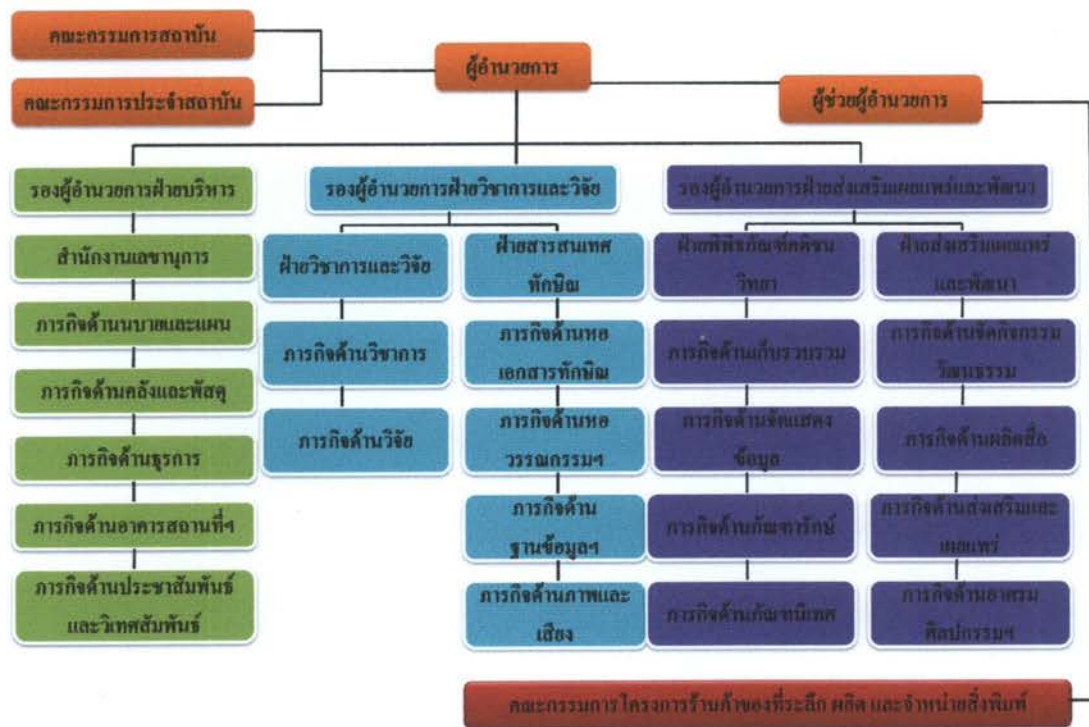 คณะกรรมการสถาบัน
ผู้อำนวยการ
คณะกรรมการประจำสถาบัน
ผู้ช่วยผู้อำนวยการ
รองผู้อำนวยการฝ่ายบริหาร
สำนักงานเลขานุการ
ภารกิจด้านนบายและแผน
ภารกิจด้านคลังและพัสดุ
ภารกิจด้านธุรการ
ภารกิจด้านอาคารสถานที่ฯ
ภารกิจด้านประชาสัมพันธ์
และวิเทศสัมพันธ์
รองผู้อำนวยการฝ่ายวิชาการและวิจัย
ฝ่ายวิชาการและวิจัย
ภารกิจด้านวิชาการ
ภารกิจด้านวิจัย
ฝ่ายสารสนเทศ
ทักษิณ
ภารกิจด้านหอ
เอกสารทักษิณ
ภารกิจด้านหอ
วรรณกรรมฯ
ภารกิจด้าน
ฐานข้อมูลฯ
ภารกิจด้านภาพและ
เสียง
รองผู้อำนวยการฝ่ายส่งเสริมเผยแพร่และพัฒนา
ฝ่ายพิพิธภัณฑ์คติชน
วิทยา
ภารกิจด้านเก็บรวบรวม
ภารกิจด้านจัดแสดง
ข้อมูล
ภารกิจด้านภัณฑารักษ์
ภารกิจด้านภัณฑนิเทศ
ฝ่ายส่งเสริมเผยแพร่
และพัฒนา
ภารกิจด้านจัดกิจกรรม
วัฒนธรรม
ภารกิจด้านผลิตสื่อ
ภารกิจด้านส่งเสริมและ
เผลแพร่
ภารกิจด้านอาศรม
ศิลปกรรมฯ
คณะกรรมการโครงการร้านค้าของที่ระลึก ผลิต และจำหน่ายสิ่งพิมพ์